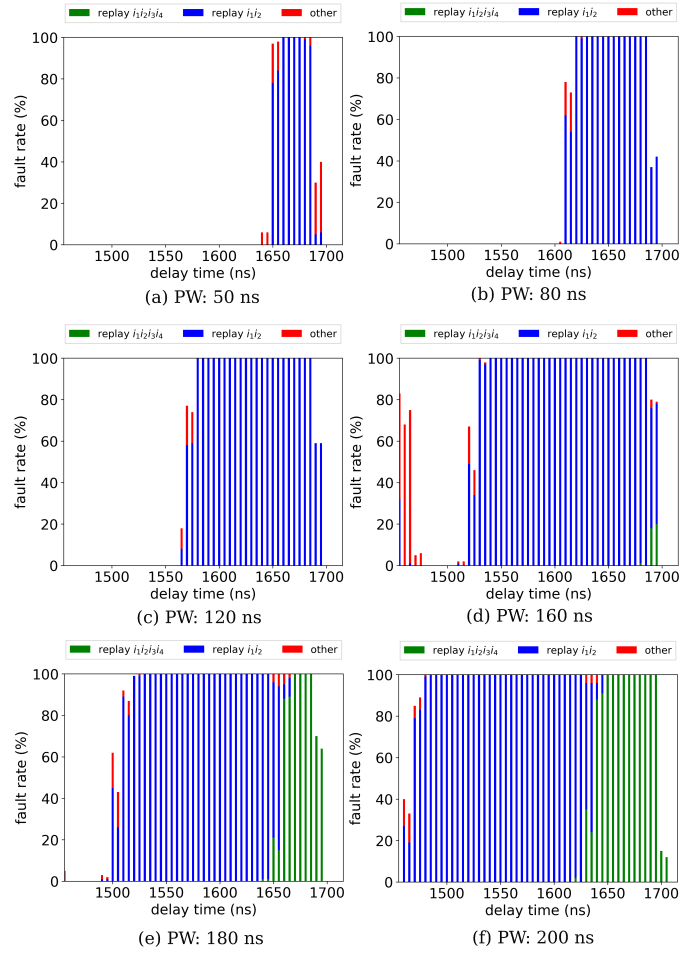 replay i₁i₂i₃i₄ replay i₁i₂ other
100
80
60
40
20
0
fault rate (%)
1500 1550 1600 1650 1700
delay time (ns)
(a) PW: 50 ns
replay i₁i₂i₃i₄ replay i₁i₂ other
100
80
60
40
20
0
fault rate (%)
1500 1550 1600 1650 1700
delay time (ns)
(b) PW: 80 ns
replay i₁i₂i₃i₄ replay i₁i₂ other
100
80
60
40
20
0
fault rate (%)
1500 1550 1600 1650 1700
delay time (ns)
(c) PW: 120 ns
replay i₁i₂i₃i₄ replay i₁i₂ other
100
80
60
40
20
0
fault rate (%)
1500 1550 1600 1650 1700
delay time (ns)
(d) PW: 160 ns
replay i₁i₂i₃i₄ replay i₁i₂ other
100
80
60
40
20
0
fault rate (%)
1500 1550 1600 1650 1700
delay time (ns)
(e) PW: 180 ns
replay i₁i₂i₃i₄ replay i₁i₂ other
100
80
60
40
20
0
fault rate (%)
1500 1550 1600 1650 1700
delay time (ns)
(f) PW: 200 ns